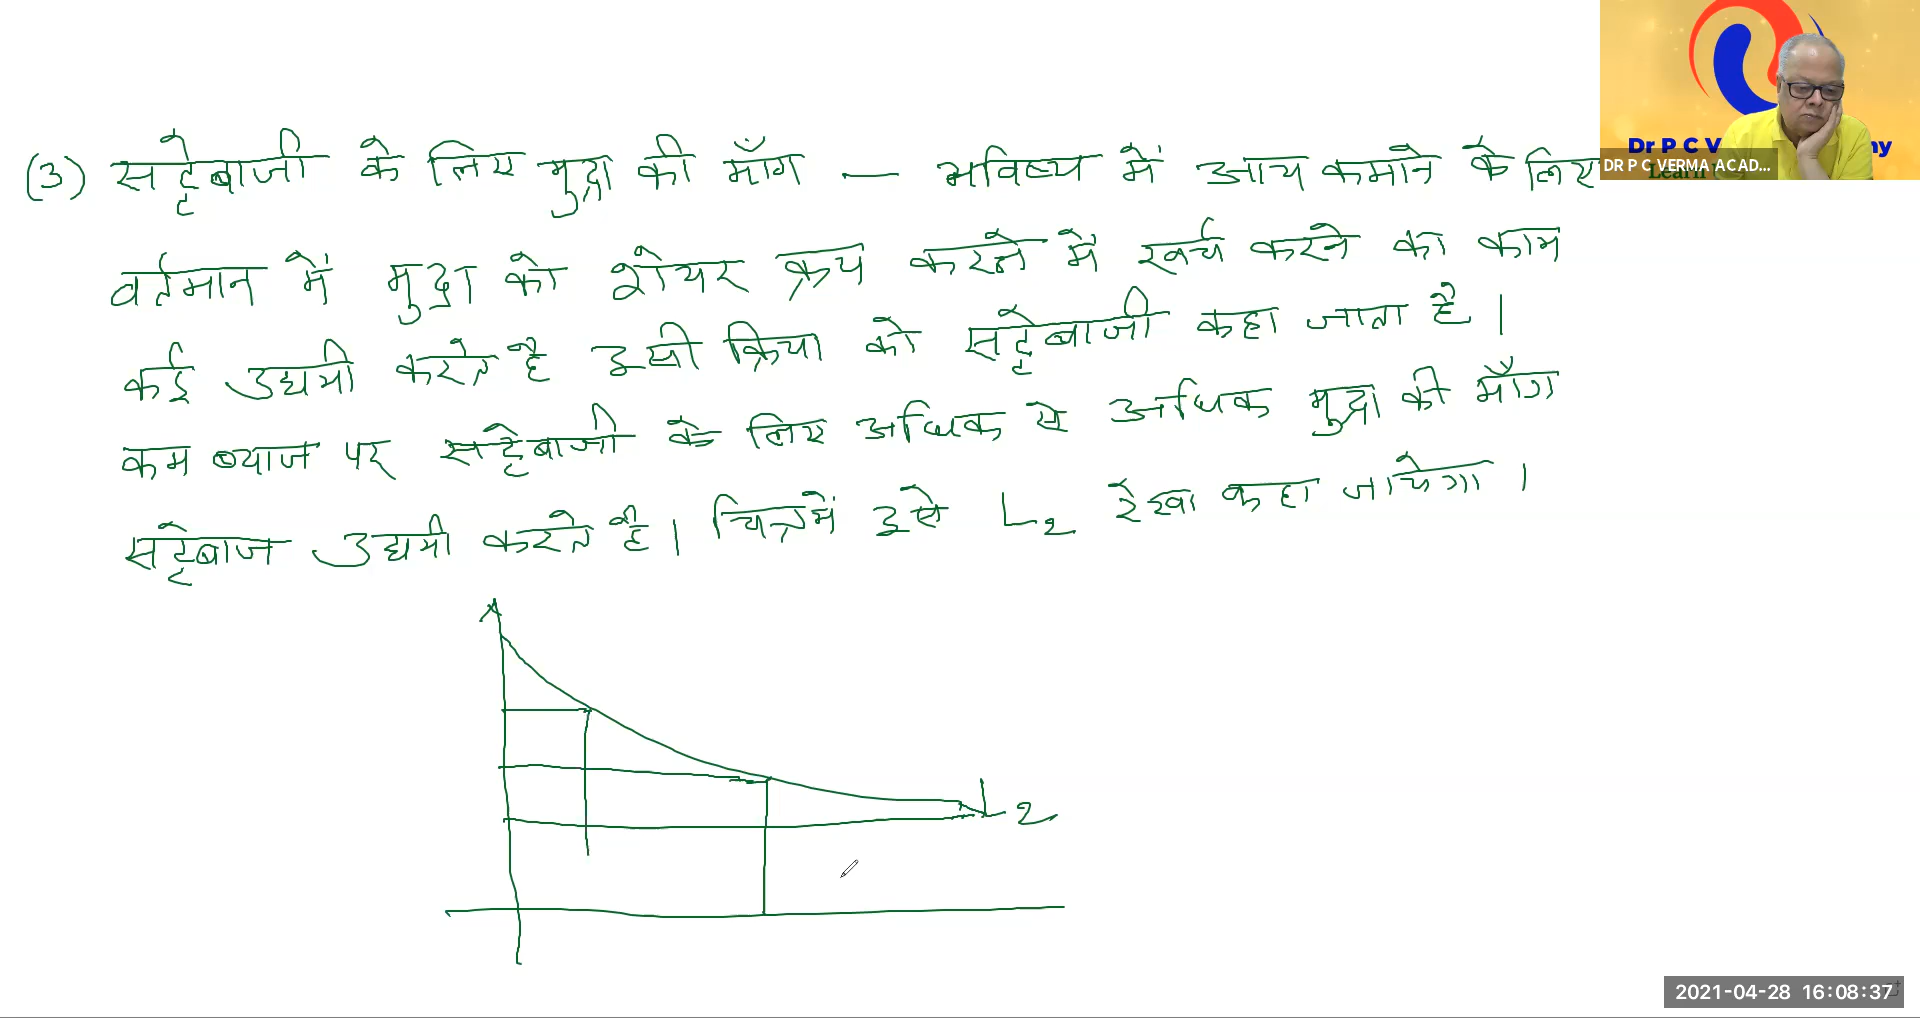 (3) सट्टेबाजी के लिए मुद्रा की माँग — भविष्य में आय कमाने के लिए
वर्तमान में मुद्रा को शेयर क्रय करने में खर्च करने का काम
कई उद्यमी करते है इसी क्रिया को सट्टेबाजी कहा जाता है।
कम ब्याज पर सट्टेबाजी के लिए अधिक से अधिक मुद्रा की माँग
सट्टेबाज उद्यमी करते है। चित्र में इसे L2 रेखा कहा जायेगा।
L2
Dr P C V
ny
DR P C VERMA ACAD...
Learn
2021-04-28 16:08:37